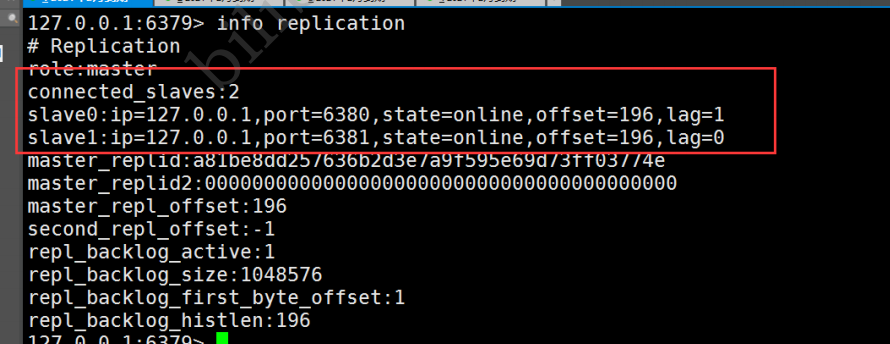 127.0.0.1:6379> info replication
# Replication
role:master
connected_slaves:2
slave0:ip=127.0.0.1,port=6380,state=online,offset=196,lag=1
slave1:ip=127.0.0.1,port=6381,state=online,offset=196,lag=0
master_replid:a81be8dd257636b2d3e7a9f595e69d73ff03774e
master_replid2:0000000000000000000000000000000000000000
master_repl_offset:196
second_repl_offset:-1
repl_backlog_active:1
repl_backlog_size:1048576
repl_backlog_first_byte_offset:1
repl_backlog_histlen:196
127.0.0.1:6379>